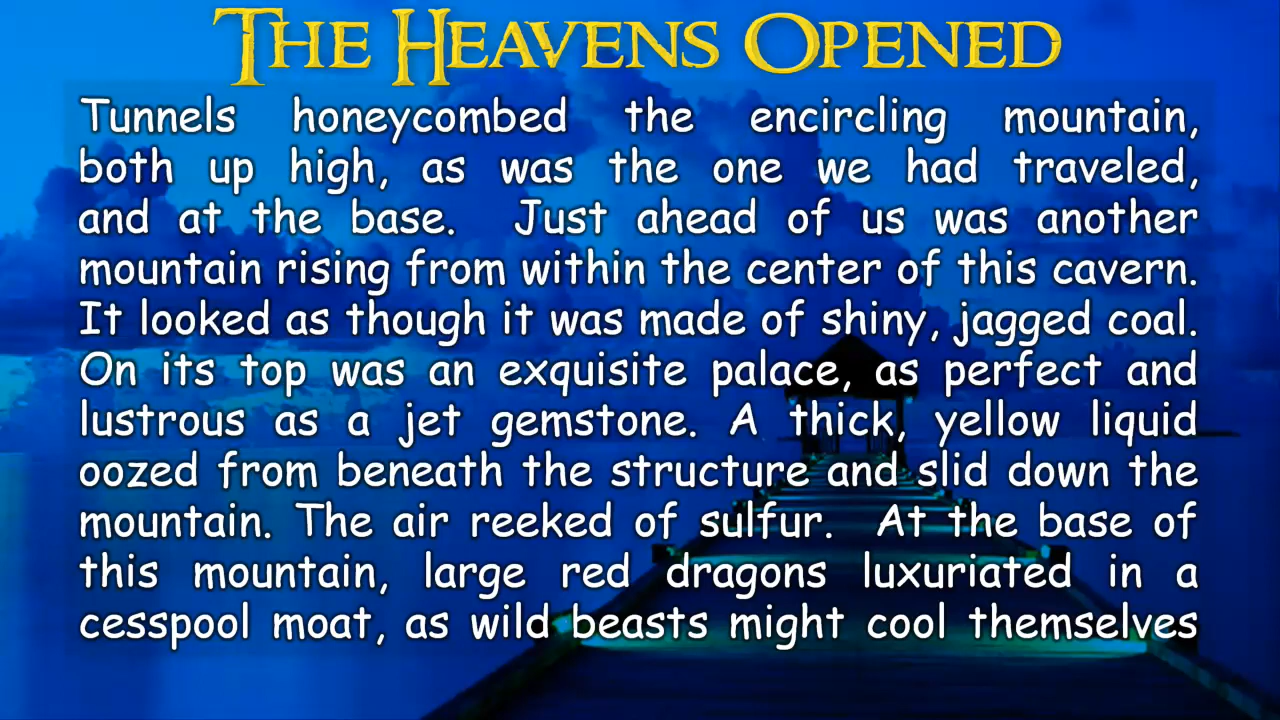 THE HEAVENS OPENED
Tunnels honeycombed the encircling mountain,
both up high, as was the one we had traveled,
and at the base. Just ahead of us was another
mountain rising from within the center of this cavern.
It looked as though it was made of shiny, jagged coal.
On its top was an exquisite palace, as perfect and
lustrous as a jet gemstone. A thick, yellow liquid
oozed from beneath the structure and slid down the
mountain. The air reeked of sulfur. At the base of
this mountain, large red dragons luxuriated in a
cesspool moat, as wild beasts might cool themselves